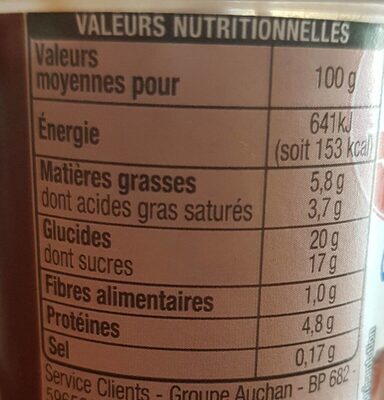 VALEURS NUTRITIONNELLES
Valeurs
moyennes pour 100 g
Énergie 641kJ
(soit 153 kcal)
Matières grasses 5,8 g
dont acides gras saturés 3,7 g
Glucides 20 g
dont sucres 17 g
Fibres alimentaires 1,0 g
Protéines 4,8 g
Sel 0,17 g
Service Clients - Groupe Auchan - BP 682 -